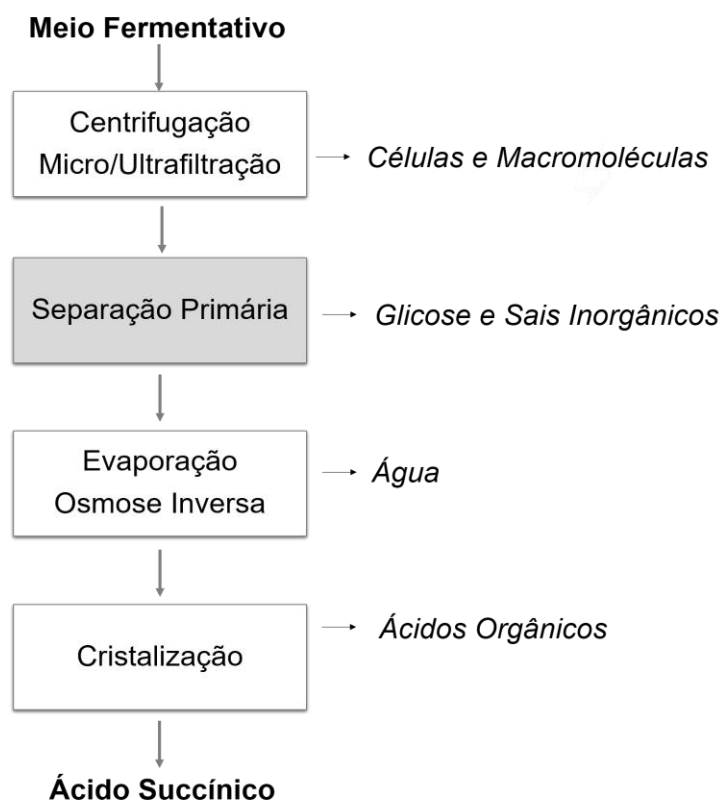 Meio Fermentativo
Centrifugação
Micro/Ultrafiltração
Células e Macromoléculas
Separação Primária
Glicose e Sais Inorgânicos
Evaporação
Osmose Inversa
Água
Cristalização
Ácidos Orgânicos
Ácido Succínico